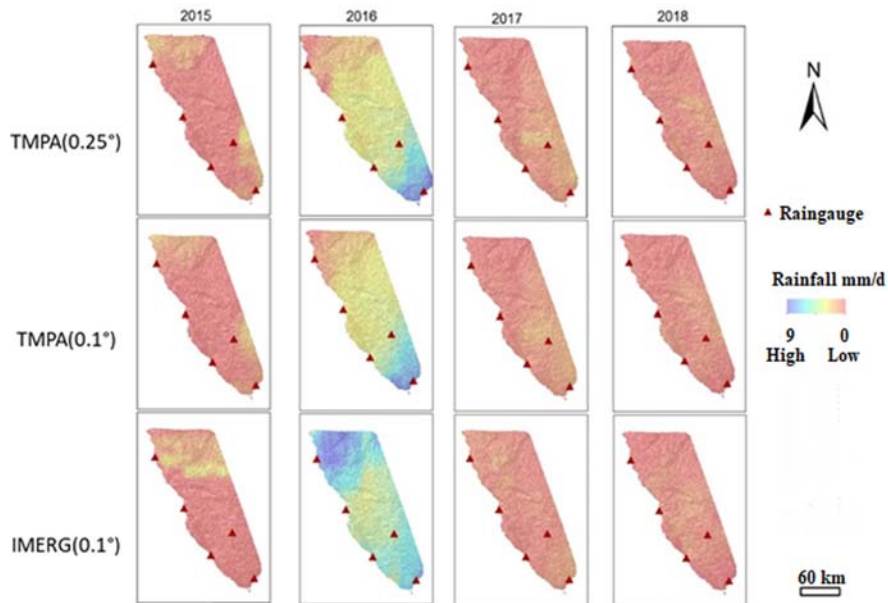 2015 2016 2017 2018
N
TMPA(0.25°)
Raingauge
Rainfall mm/d
TMPA(0.1°)
9 0
High Low
IMERG(0.1°)
60 km